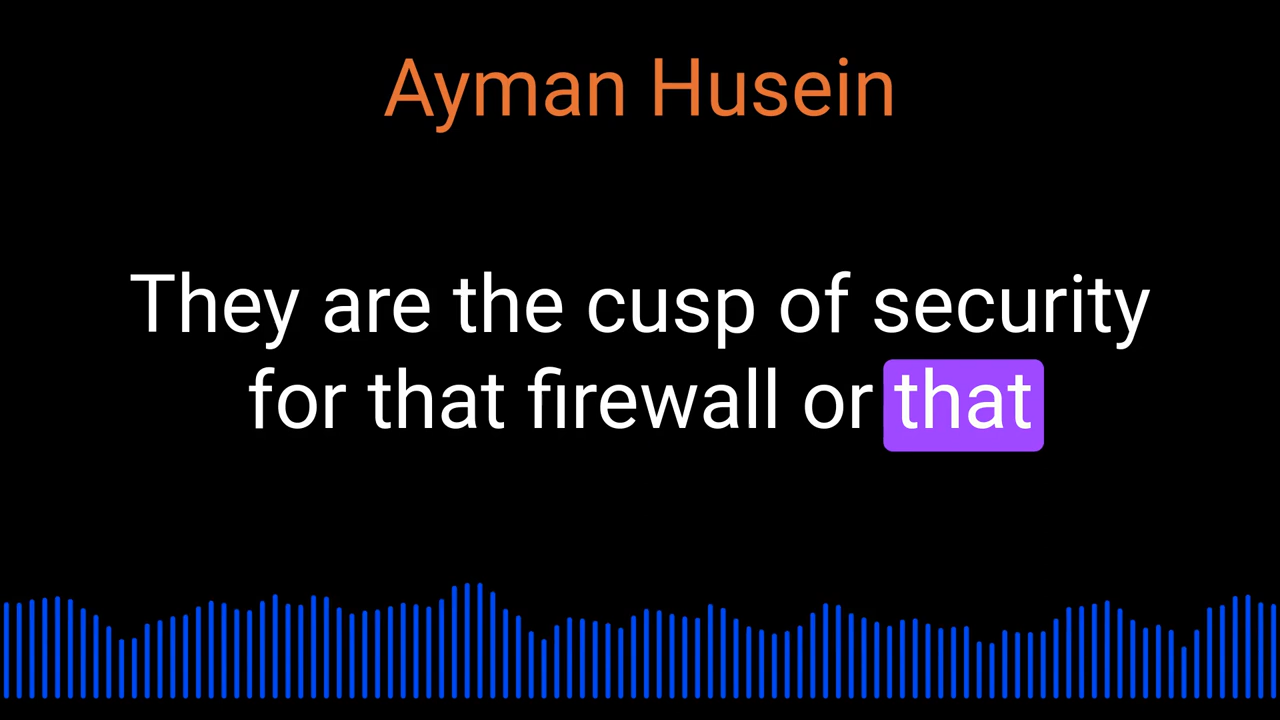 Ayman Husein
They are the cusp of security
for that firewall or that